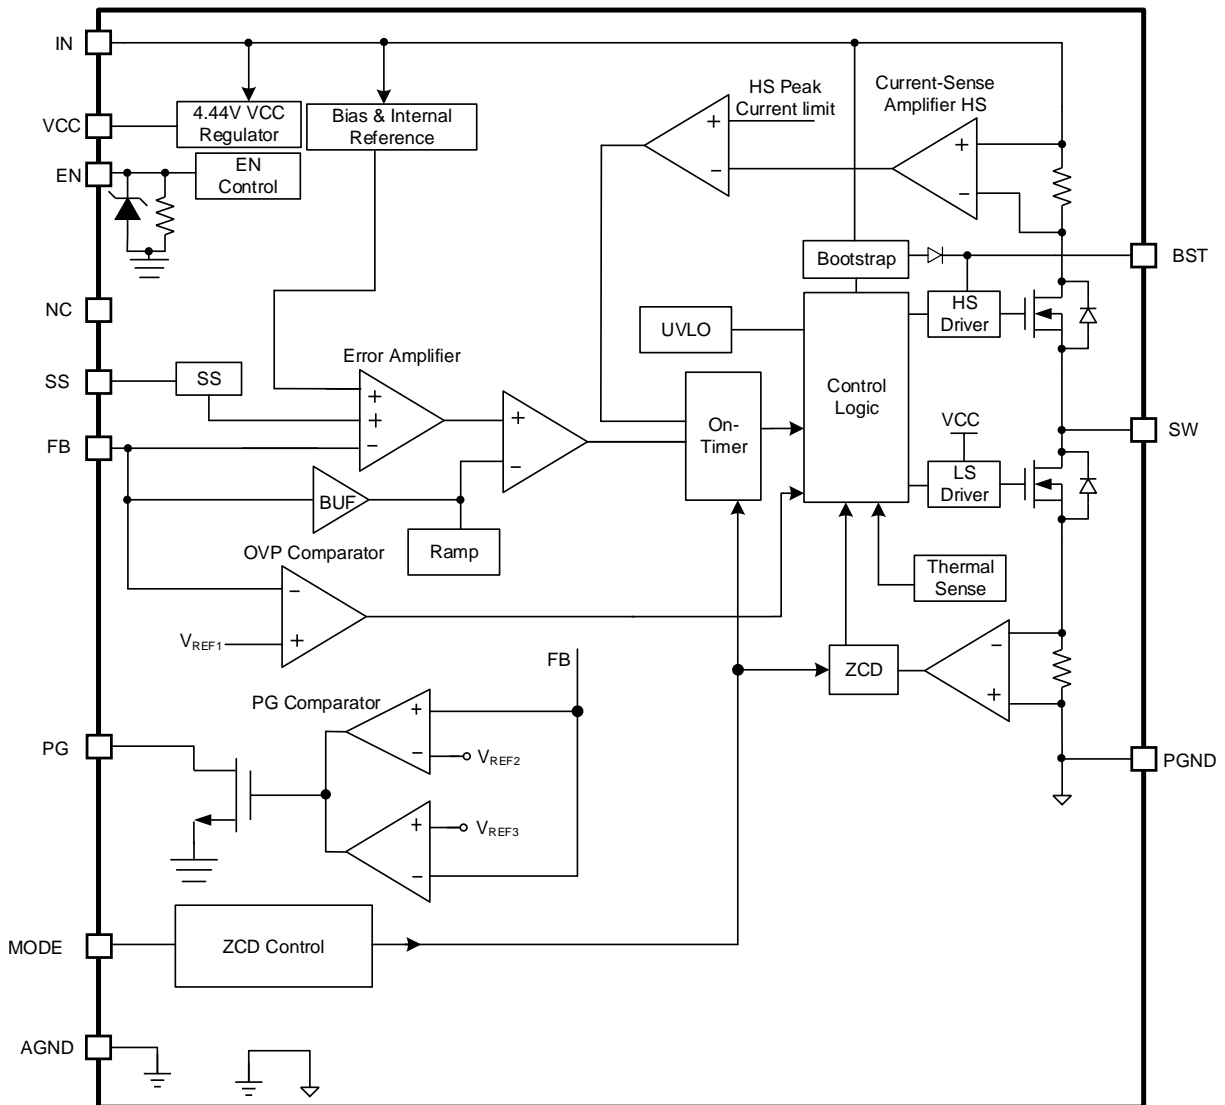 IN
HS Peak
Current limit
Current-Sense
Amplifier HS
4.44V VCC
Regulator
Bias & Internal
Reference
VCC
+
−
+
−
EN
EN
Control
Bootstrap
BST
NC
UVLO
HS
Driver
Error Amplifier
SS
SS
+
+
−
+
−
On-
Timer
Control
Logic
VCC
SW
FB
LS
Driver
BUF
Ramp
OVP Comparator
Thermal
Sense
−
+
VREF1
FB
ZCD
−
+
PG Comparator
+
−
VREF2
PG
PGND
+
−
VREF3
MODE
ZCD Control
AGND